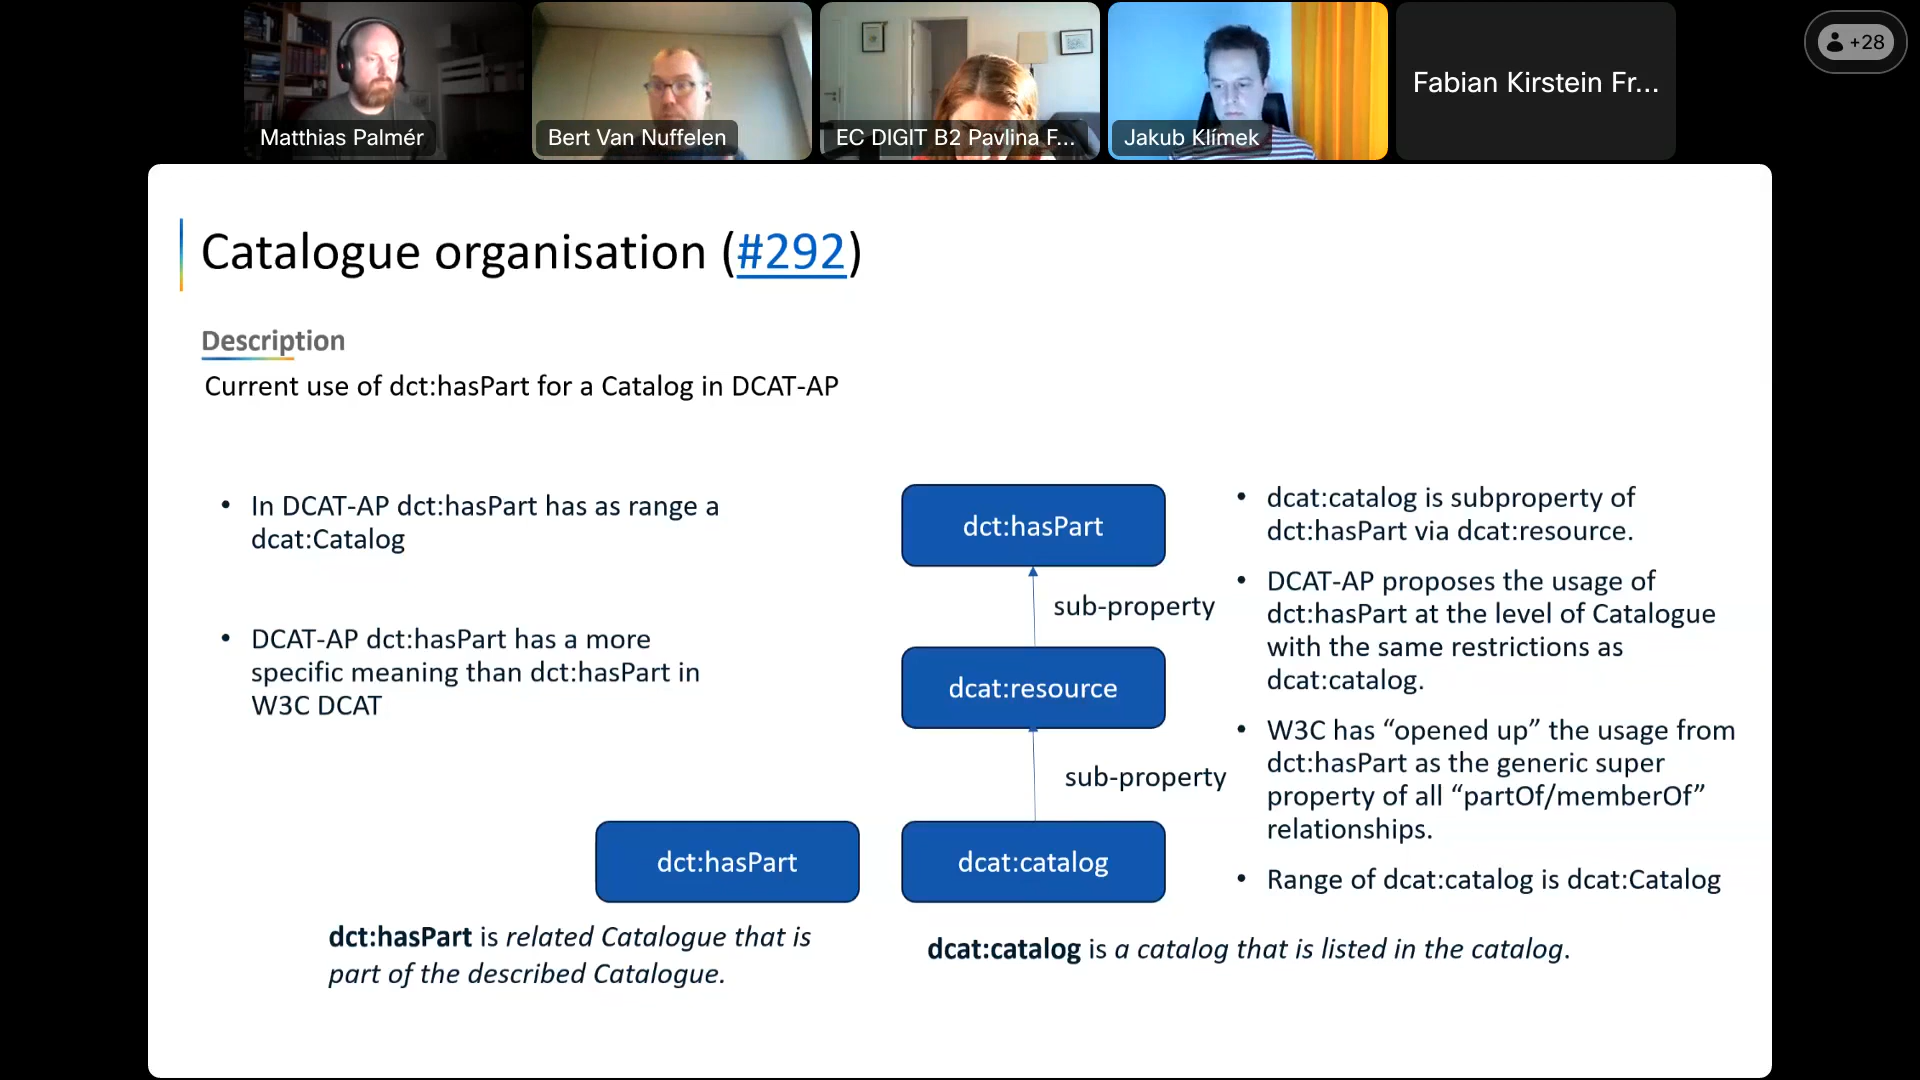 Matthias Palmér
Bert Van Nuffelen
EC DIGIT B2 Pavlina F...
Jakub Klímek
Fabian Kirstein Fr...
+28
Catalogue organisation (#292)
Description
Current use of dct:hasPart for a Catalog in DCAT-AP
• In DCAT-AP dct:hasPart has as range a
dcat:Catalog
• DCAT-AP dct:hasPart has a more
specific meaning than dct:hasPart in
W3C DCAT
dct:hasPart
sub-property
dcat:resource
sub-property
dct:hasPart
dcat:catalog
• dcat:catalog is subproperty of
dct:hasPart via dcat:resource.
• DCAT-AP proposes the usage of
dct:hasPart at the level of Catalogue
with the same restrictions as
dcat:catalog.
• W3C has “opened up” the usage from
dct:hasPart as the generic super
property of all “partOf/memberOf”
relationships.
• Range of dcat:catalog is dcat:Catalog
dct:hasPart is related Catalogue that is
part of the described Catalogue.
dcat:catalog is a catalog that is listed in the catalog.